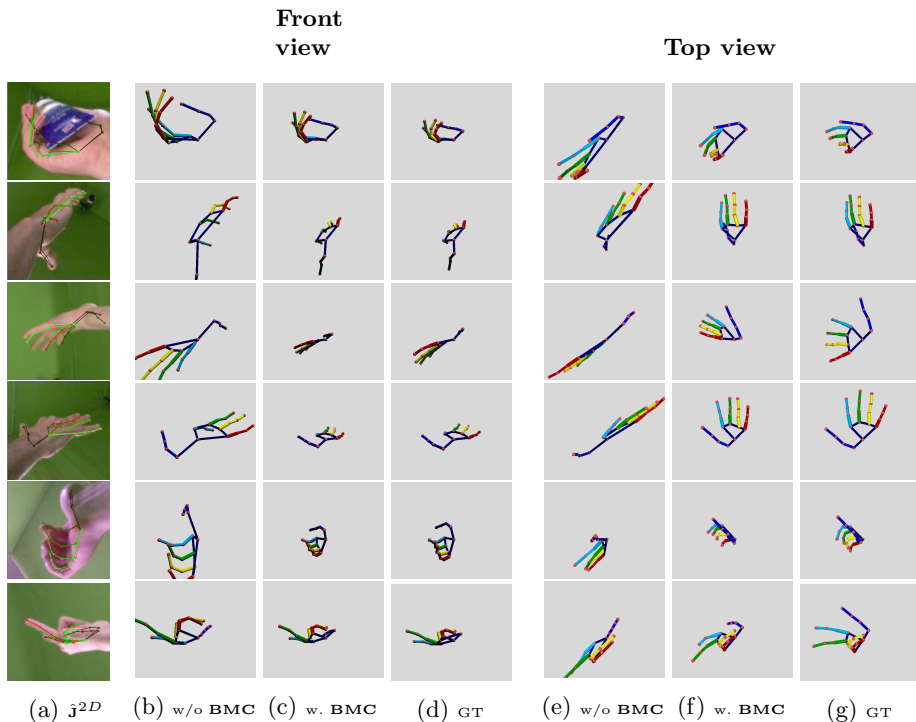 Front
view
Top view
(a) ĵ²ᴰ
(b) w/o BMC
(c) w. BMC
(d) GT
(e) w/o BMC
(f) w. BMC
(g) GT